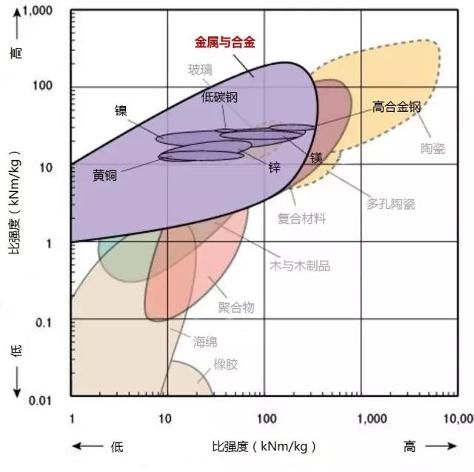 1,000
高
金属与合金
玻璃
100
低碳钢
镍
高合金钢
陶瓷
比强度（kNm/kg）
10
黄铜
锌
镁
多孔陶瓷
复合材料
1
木与木制品
聚合物
0.1
海绵
低
橡胶
0.01
1
10
100
1,000
10,00
低
比强度（kNm/kg）
高